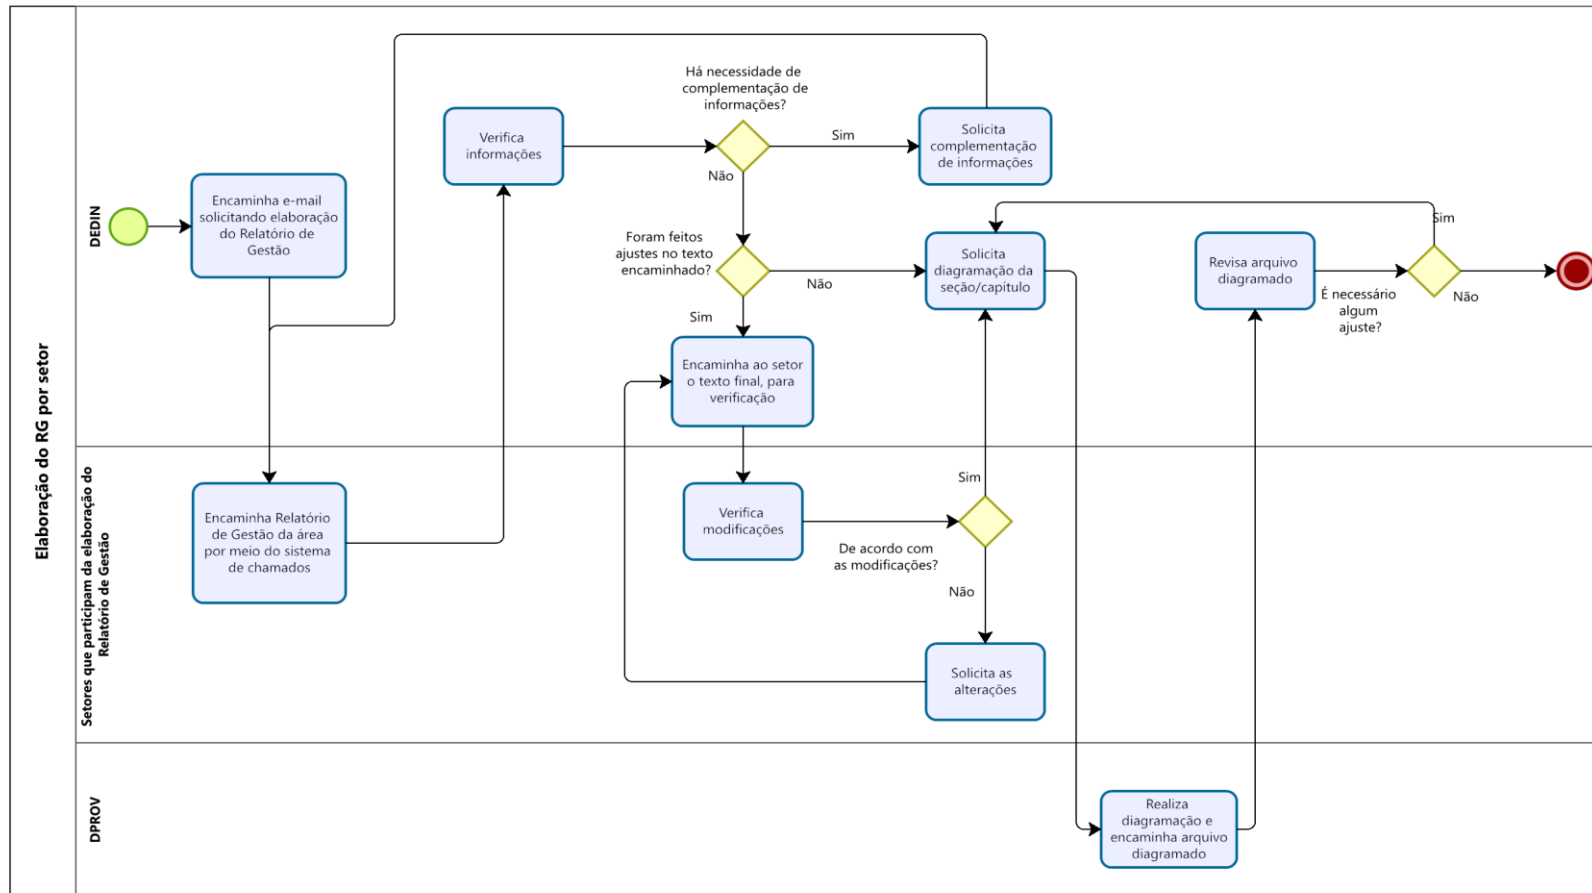 Elaboração do RG por setor
DEDIN
Encaminha e-mail
solicitando elaboração
do Relatório de
Gestão
Verifica
informações
Há necessidade de
complementação de
informações?
Sim
Não
Solicita
complementação
de informações
Foram feitos
ajustes no texto
encaminhado?
Não
Sim
Solicita
diagramação da
seção/capítulo
Revisa arquivo
diagramado
É necessário
algum
ajuste?
Sim
Não
Encaminha ao setor
o texto final, para
verificação
Setores que participam da elaboração do
Relatório de Gestão
Encaminha Relatório
de Gestão da área
por meio do sistema
de chamados
Verifica
modificações
De acordo com
as modificações?
Sim
Não
Solicita as
alterações
DPROV
Realiza
diagramação e
encaminha arquivo
diagramado